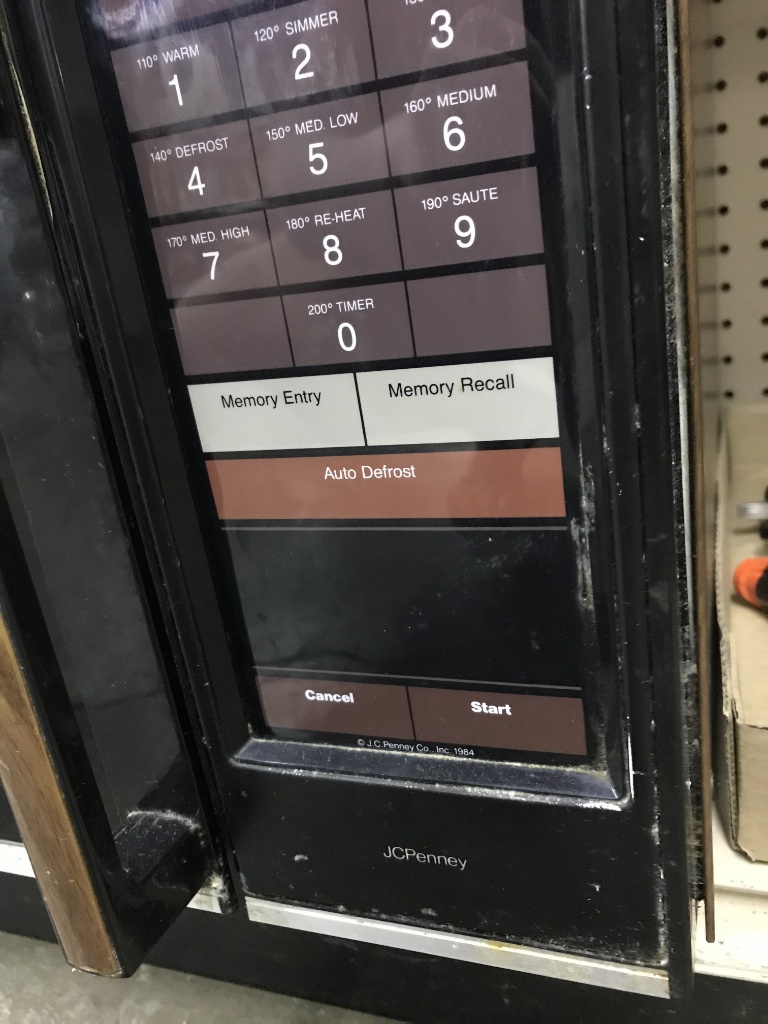 110° WARM
1
120° SIMMER
2
3
140° DEFROST
4
150° MED. LOW
5
160° MEDIUM
6
170° MED. HIGH
7
180° RE-HEAT
8
190° SAUTE
9
200° TIMER
0
Memory Entry
Memory Recall
Auto Defrost
Cancel
Start
© J.C.Penney Co., Inc. 1984
JCPenney